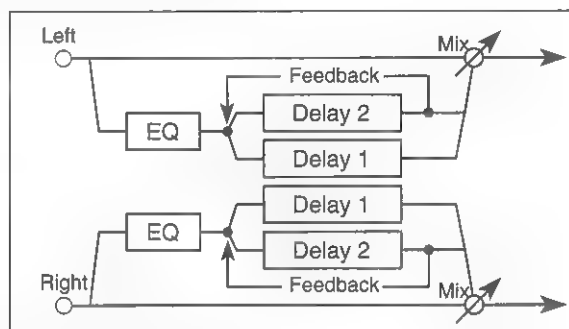 Left
Mix
Feedback
Delay 2
EQ
Delay 1
Delay 1
EQ
Delay 2
Right
Feedback
Mix